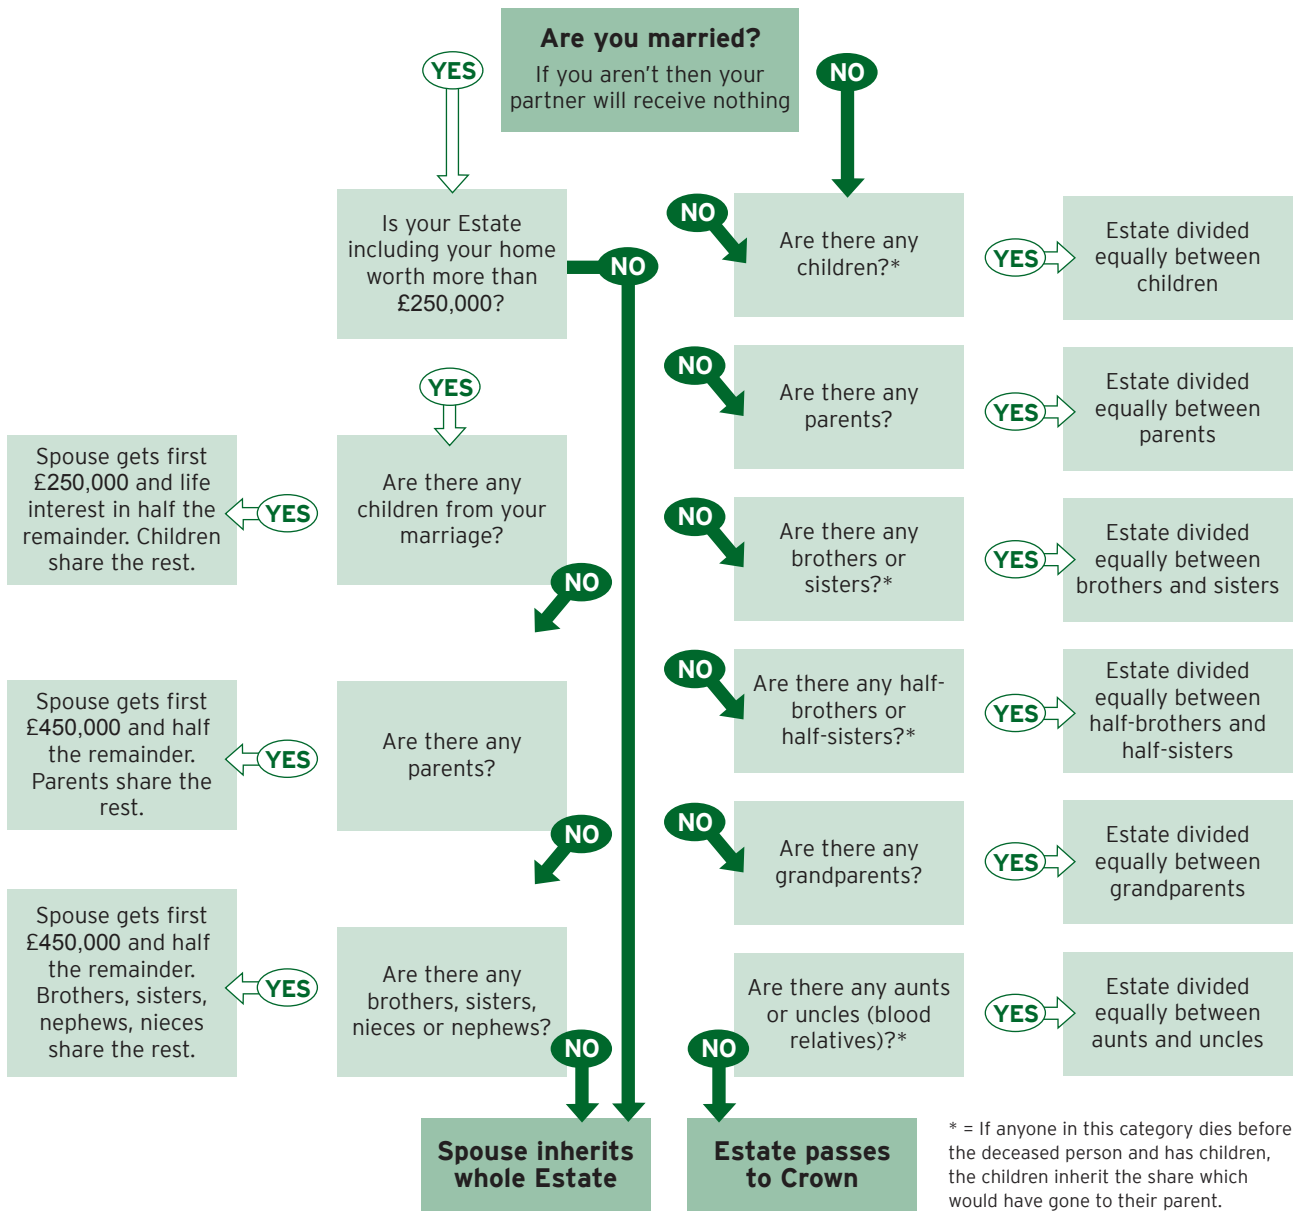 Are you married?
If you aren't then your
partner will receive nothing
YES
NO
Is your Estate
including your home
worth more than
£250,000?
NO
YES
Are there any
children from your
marriage?
YES
Spouse gets first
£250,000 and life
interest in half the
remainder. Children
share the rest.
NO
Are there any
parents?
YES
Spouse gets first
£450,000 and half
the remainder.
Parents share the
rest.
NO
Are there any
brothers, sisters,
nieces or nephews?
YES
Spouse gets first
£450,000 and half
the remainder.
Brothers, sisters,
nephews, nieces
share the rest.
NO
Spouse inherits
whole Estate
NO
Are there any
children?*
YES
Estate divided
equally between
children
NO
Are there any
parents?
YES
Estate divided
equally between
parents
NO
Are there any
brothers or
sisters?*
YES
Estate divided
equally between
brothers and sisters
NO
Are there any half-
brothers or
half-sisters?*
YES
Estate divided
equally between
half-brothers and
half-sisters
NO
Are there any
grandparents?
YES
Estate divided
equally between
grandparents
Are there any aunts
or uncles (blood
relatives)?*
YES
Estate divided
equally between
aunts and uncles
NO
Estate passes
to Crown
* = If anyone in this category dies before
the deceased person and has children,
the children inherit the share which
would have gone to their parent.